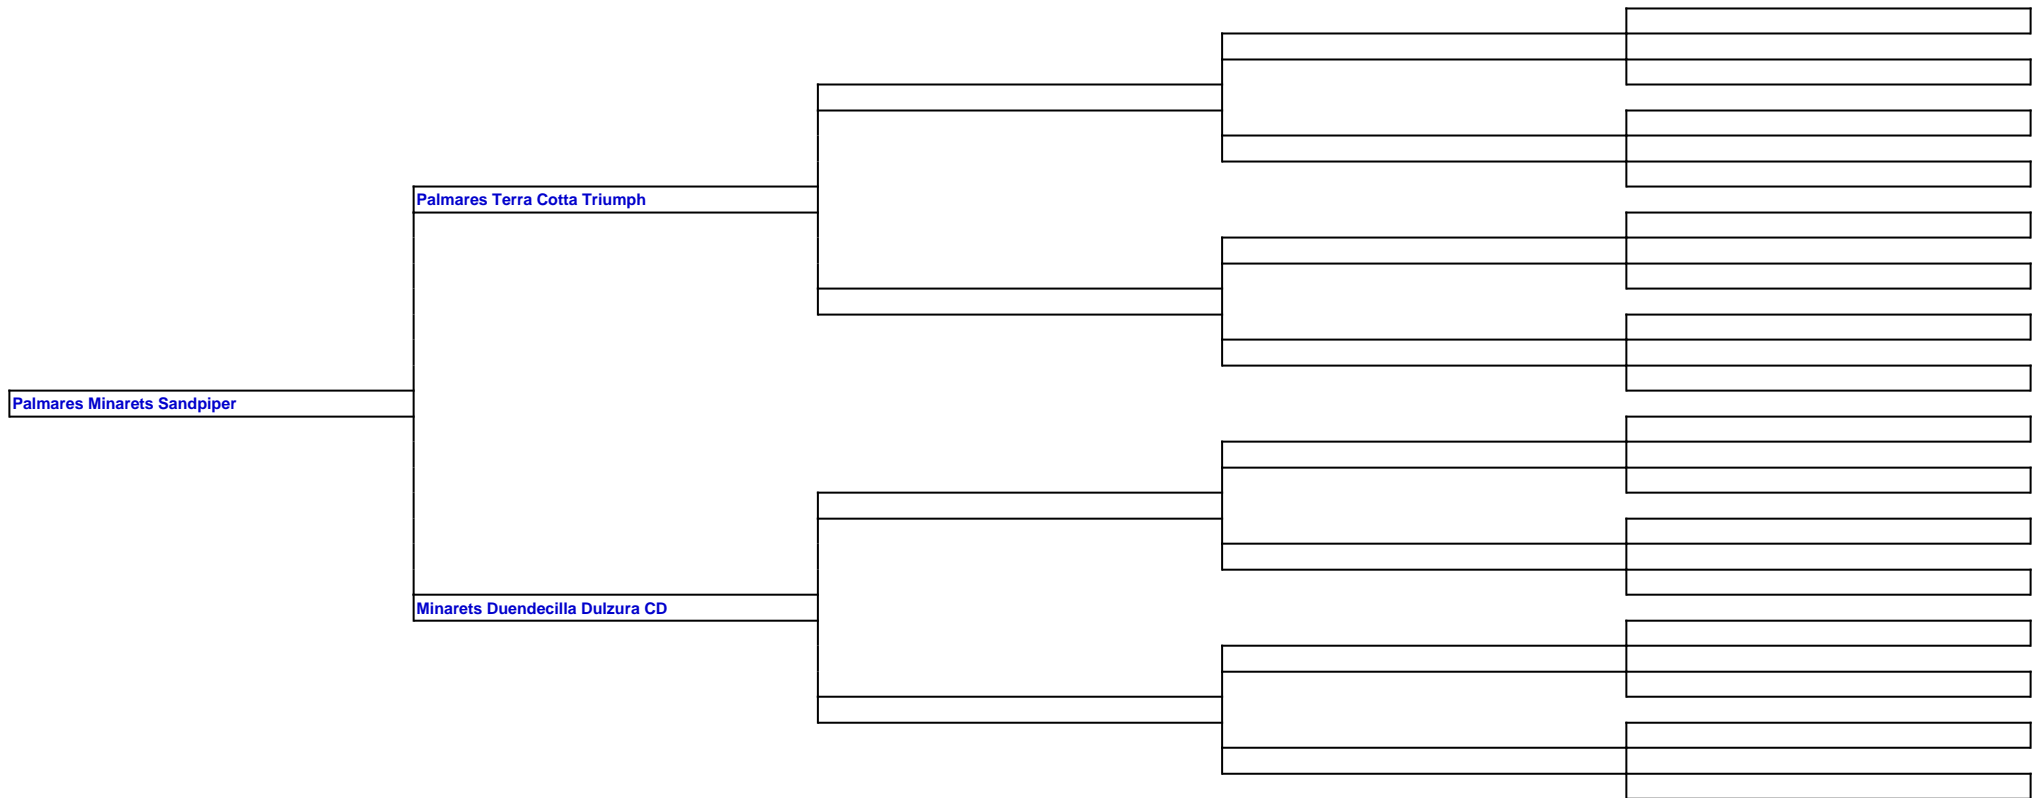 Palmares Terra Cotta Triumph
Palmares Minarets Sandpiper
Minarets Duendecilla Dulzura CD